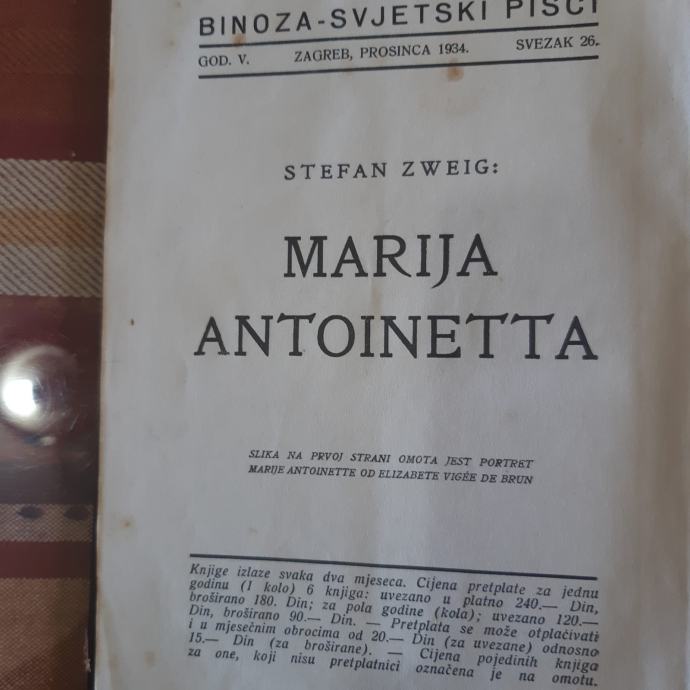 BINOZA-SVJETSKI PISCI
GOD. V. ZAGREB, PROSINCA 1934. SVEZAK 26.
STEFAN ZWEIG:
MARIJA
ANTOINETTA
SLIKA NA PRVOJ STRANI OMOTA JEST PORTRET
MARIJE ANTOINETTE OD ELIZABETE VIGÉE DE BRUN
Knjige izlaze svaka dva mjeseca. Cijena pretplate za jednu
godinu (1 kolo) 6 knjiga: uvezano u platno 240.— Din,
broširano 180. Din; za pola godine (kola); uvezano 120.—
Din, broširano 90.— Din. — Pretplata se može otplaćivati
i u mjesečnim obrocima od 20.— Din (za uvezane) odnosno
15.— Din (za broširane). — Cijena pojedinih knjiga
za one, koji nisu pretplatnici označena je na omotu.